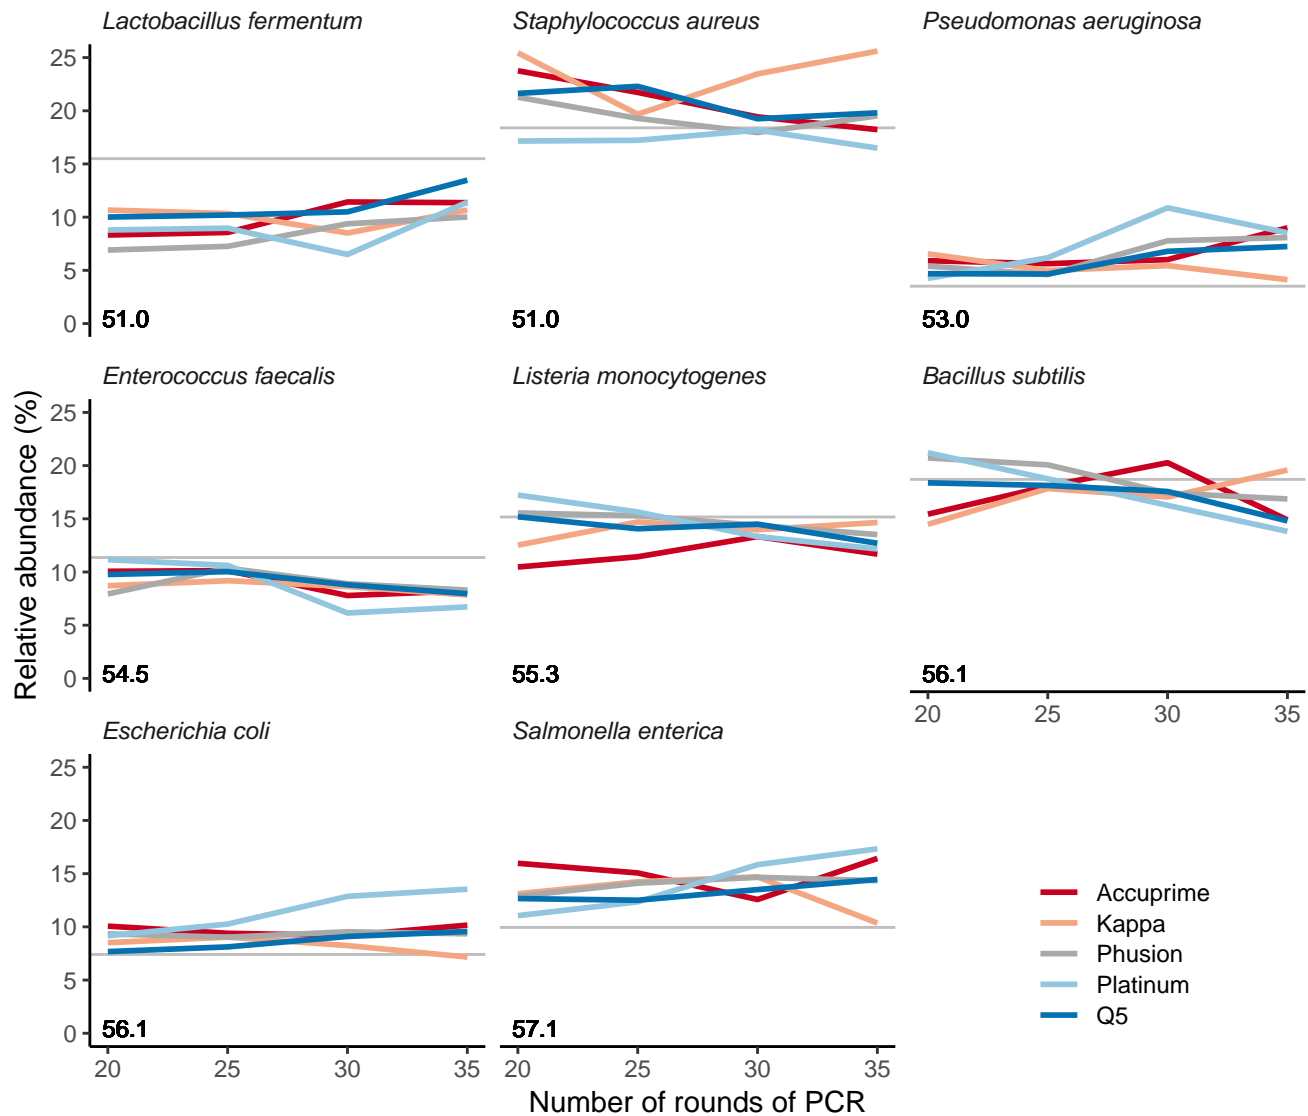 Lactobacillus fermentum
Staphylococcus aureus
Pseudomonas aeruginosa
25
20
15
10
5
0
51.0
51.0
53.0
Enterococcus faecalis
Listeria monocytogenes
Bacillus subtilis
Relative abundance (%)
25
20
15
10
5
0
54.5
55.3
56.1
20 25 30 35
Escherichia coli
Salmonella enterica
25
20
15
10
5
0
56.1
57.1
20 25 30 35
20 25 30 35
Number of rounds of PCR
Accuprime
Kappa
Phusion
Platinum
Q5